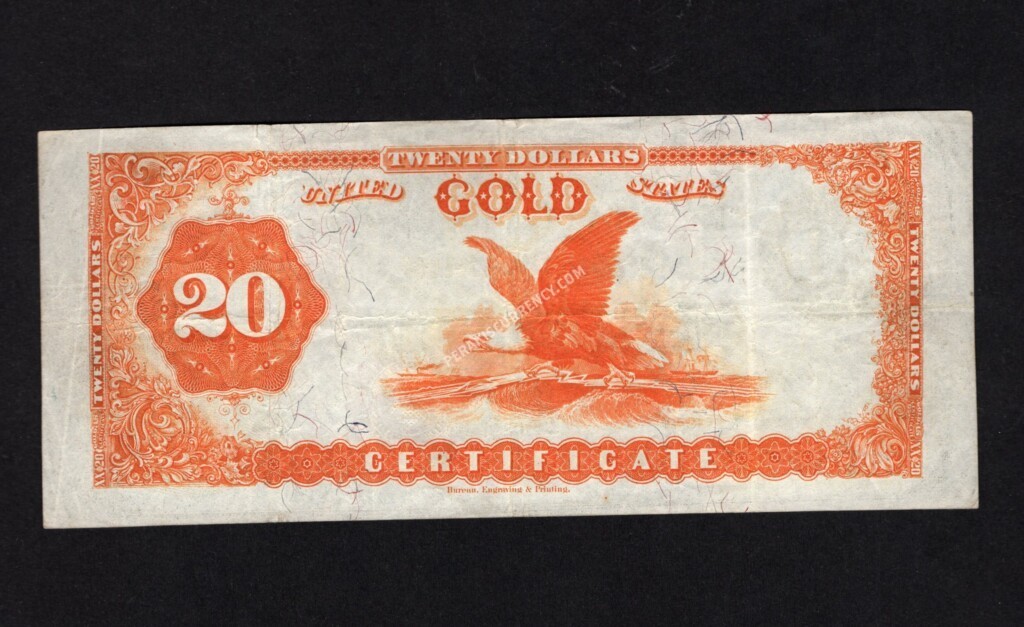 TWENTY DOLLARS
UNITED GOLD STATES
20
TWENTY DOLLARS
TWENTY DOLLARS
CERTIFICATE
Bureau, Engraving & Printing.